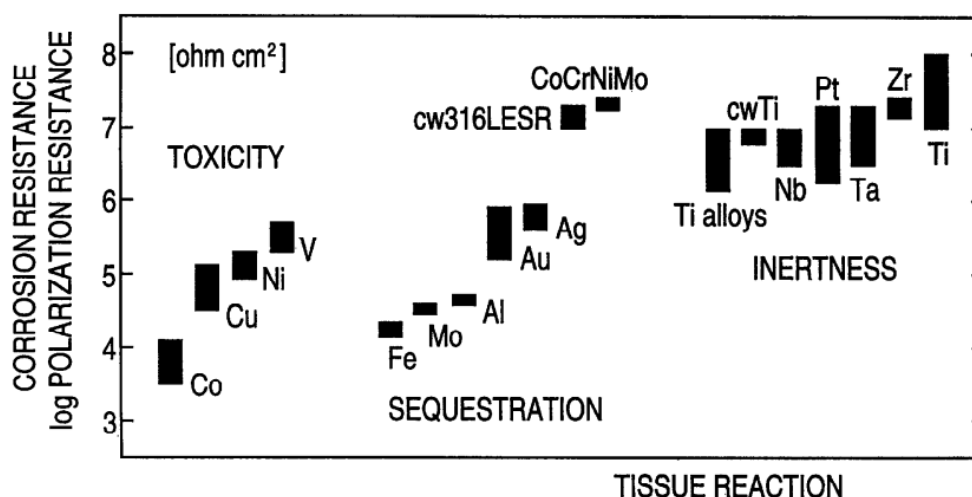 CORROSION RESISTANCE
log POLARIZATION RESISTANCE
8
7
6
5
4
3
[ohm cm²]
TOXICITY
Co
Cu
Ni
V
SEQUESTRATION
Fe
Mo
Al
Au
Ag
cw316LESR
CoCrNiMo
INERTNESS
Ti alloys
cwTi
Nb
Pt
Ta
Zr
Ti
TISSUE REACTION